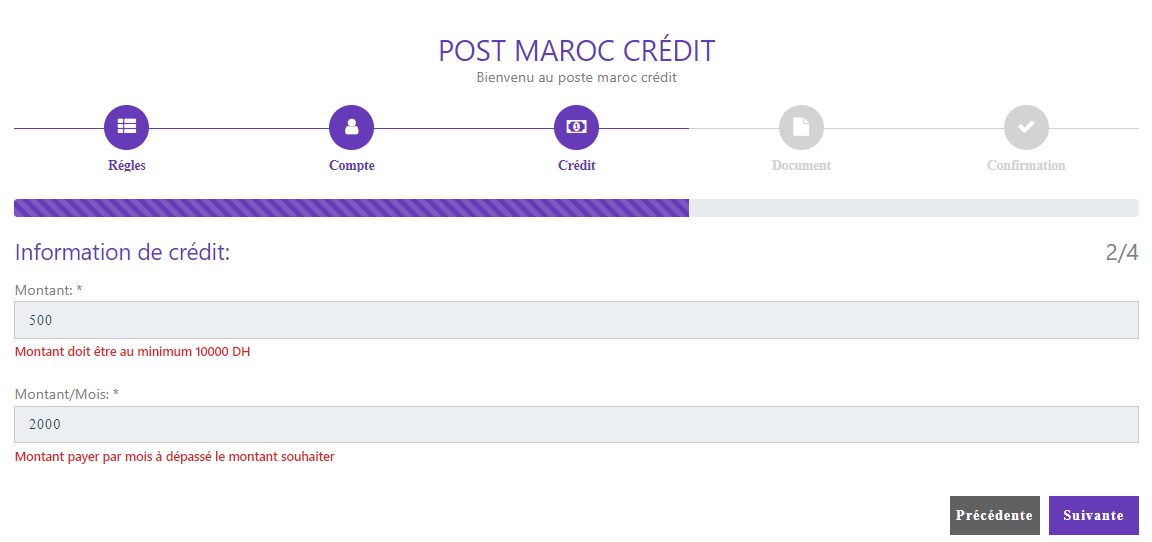 POST MAROC CRÉDIT
Bienvenu au poste maroc crédit
Régles Compte Crédit Document Confirmation
Information de crédit: 2/4
Montant: *
500
Montant doit être au minimum 10000 DH
Montant/Mois: *
2000
Montant payer par mois à dépassé le montant souhaiter
Précédente Suivante